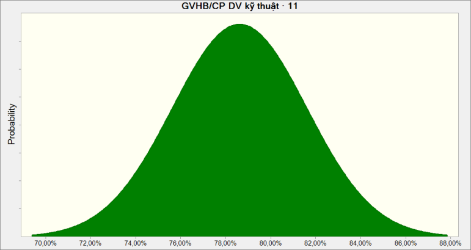 GVHB/CP DV kỹ thuật - 11
Probability
70,00% 72,00% 74,00% 76,00% 78,00% 80,00% 82,00% 84,00% 86,00% 88,00%